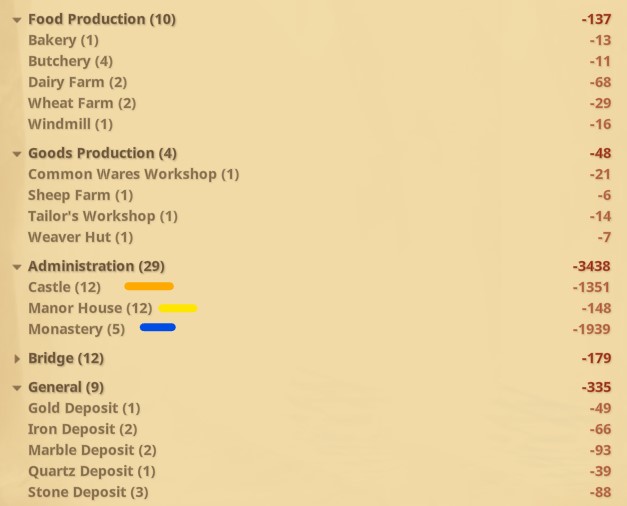 Food Production (10) -137
Bakery (1) -13
Butchery (4) -11
Dairy Farm (2) -68
Wheat Farm (2) -29
Windmill (1) -16
Goods Production (4) -48
Common Wares Workshop (1) -21
Sheep Farm (1) -6
Tailor's Workshop (1) -14
Weaver Hut (1) -7
Administration (29) -3438
Castle (12) -1351
Manor House (12) -148
Monastery (5) -1939
Bridge (12) -179
General (9) -335
Gold Deposit (1) -49
Iron Deposit (2) -66
Marble Deposit (2) -93
Quartz Deposit (1) -39
Stone Deposit (3) -88